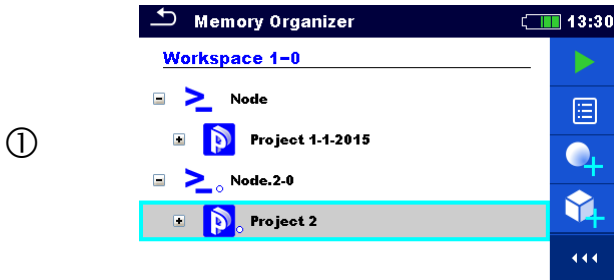 Memory Organizer 13:30
Workspace 1-0
Node
Project 1-1-2015
①
Node.2-0
Project 2